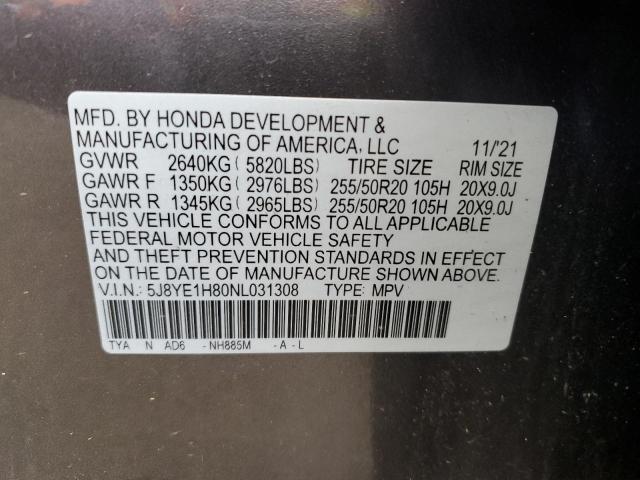 MFD. BY HONDA DEVELOPMENT &
MANUFACTURING OF AMERICA, LLC 11/'21
GVWR 2640KG ( 5820LBS) TIRE SIZE RIM SIZE
GAWR F 1350KG ( 2976LBS) 255/50R20 105H 20X9.0J
GAWR R 1345KG ( 2965LBS) 255/50R20 105H 20X9.0J
THIS VEHICLE CONFORMS TO ALL APPLICABLE
FEDERAL MOTOR VEHICLE SAFETY
AND THEFT PREVENTION STANDARDS IN EFFECT
ON THE DATE OF MANUFACTURE SHOWN ABOVE.
V.I.N.: 5J8YE1H80NL031308 TYPE: MPV
TYA N AD6 - NH885M - A - L